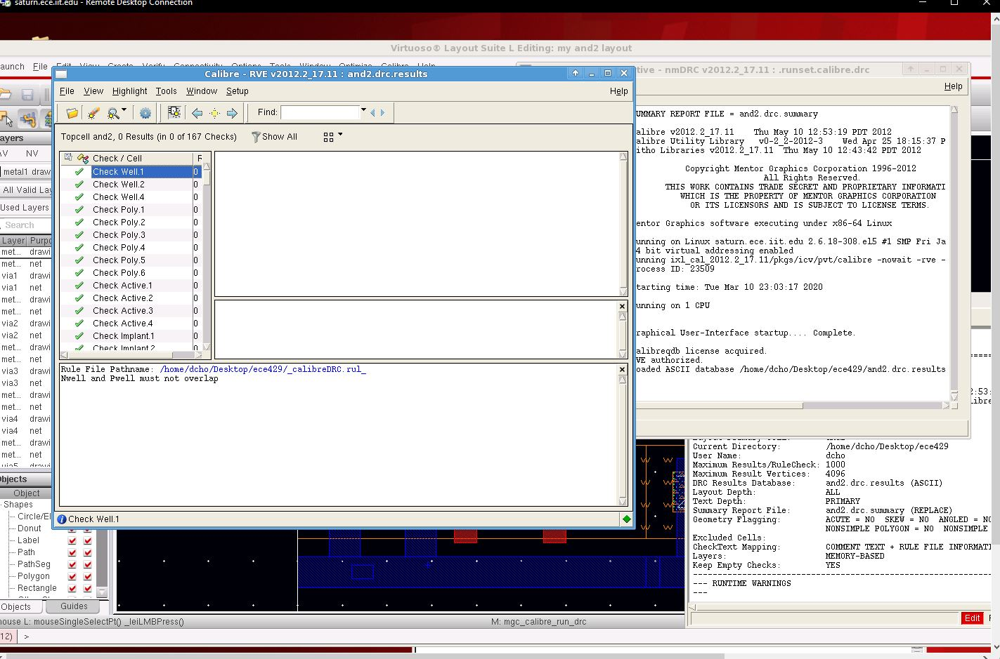 saturn.ece.iit.edu - Remote Desktop Connection
Virtuoso® Layout Suite L Editing: my and2 layout
aunch File Edit View Create Verify Connectivity Options Tools Window Optimize Calibre Help
Calibre - RVE v2012.2_17.11 : and2.drc.results
tive - nmDRC v2012.2_17.11 : .runset.calibre.drc
File View Highlight Tools Window Setup Help
Help
Find:
Topcell and2, 0 Results (in 0 of 167 Checks) Show All
Check / Cell R
Check Well.1 0
Check Well.2 0
Check Well.4 0
Check Poly.1 0
Check Poly.2 0
Check Poly.3 0
Check Poly.4 0
Check Poly.5 0
Check Poly.6 0
Check Active.1 0
Check Active.2 0
Check Active.3 0
Check Active.4 0
Check Implant.1 0
Check Implant.2 0
Rule File Pathname: /home/dcho/Desktop/ece429/_calibreDRC.rul_
Nwell and Pwell must not overlap
Check Well.1
UMMARY REPORT FILE = and2.drc.summary
alibre v2012.2_17.11 Thu May 10 12:53:19 PDT 2012
alibre Utility Library v0-2_2-2012-3 Wed Apr 25 18:15:37 P
itho Libraries v2012.2_17.11 Thu May 10 12:43:42 PDT 2012
Copyright Mentor Graphics Corporation 1996-2012
All Rights Reserved.
THIS WORK CONTAINS TRADE SECRET AND PROPRIETARY INFORMATI
WHICH IS THE PROPERTY OF MENTOR GRAPHICS CORPORATION
OR ITS LICENSORS AND IS SUBJECT TO LICENSE TERMS.
entor Graphics software executing under x86-64 Linux
unning on Linux saturn.ece.iit.edu 2.6.18-308.el5 #1 SMP Fri Ja
4 bit virtual addressing enabled
unning ixl_cal_2012.2_17.11/pkgs/icv/pvt/calibre -nowait -rve -
rocess ID: 23509
tarting time: Tue Mar 10 23:03:17 2020
unning on 1 CPU
raphical User-Interface startup.... Complete.
alibreqdb license acquired.
VE authorized.
oaded ASCII database /home/dcho/Desktop/ece429/and2.drc.results
2:53:
ibre
Current Directory: /home/dcho/Desktop/ece429
User Name: dcho
Maximum Results/RuleCheck: 1000
Maximum Result Vertices: 4096
DRC Results Database: and2.drc.results (ASCII)
Layout Depth: ALL
Text Depth: PRIMARY
Summary Report File: and2.drc.summary (REPLACE)
Geometry Flagging: ACUTE = NO SKEW = NO ANGLED = NO
NONSIMPLE POLYGON = NO NONSIMPLE
Excluded Cells:
CheckText Mapping: COMMENT TEXT + RULE FILE INFORMATI
Layers: MEMORY-BASED
Keep Empty Checks: YES
--- RUNTIME WARNINGS
---
Edit
ayers
AV NV
metal1 draw
All Valid Lay
Used Layers
Search
Layer Purpo
met... drawi
met... net
via1 drawi
via1 net
met... drawi
met... net
via2 drawi
via2 net
met... drawi
met... net
via3 drawi
via3 net
met... drawi
met... net
via4 drawi
via4 net
met... drawi
met... net
via5 drawi
bjects
Object
Shapes
Circle/El
Donut
Label
Path
PathSeg
Polygon
Rectangle
Objects Guides
mouse L: mouseSingleSelectPt() _leiLMBPress() M: mgc_calibre_run_drc
12) >